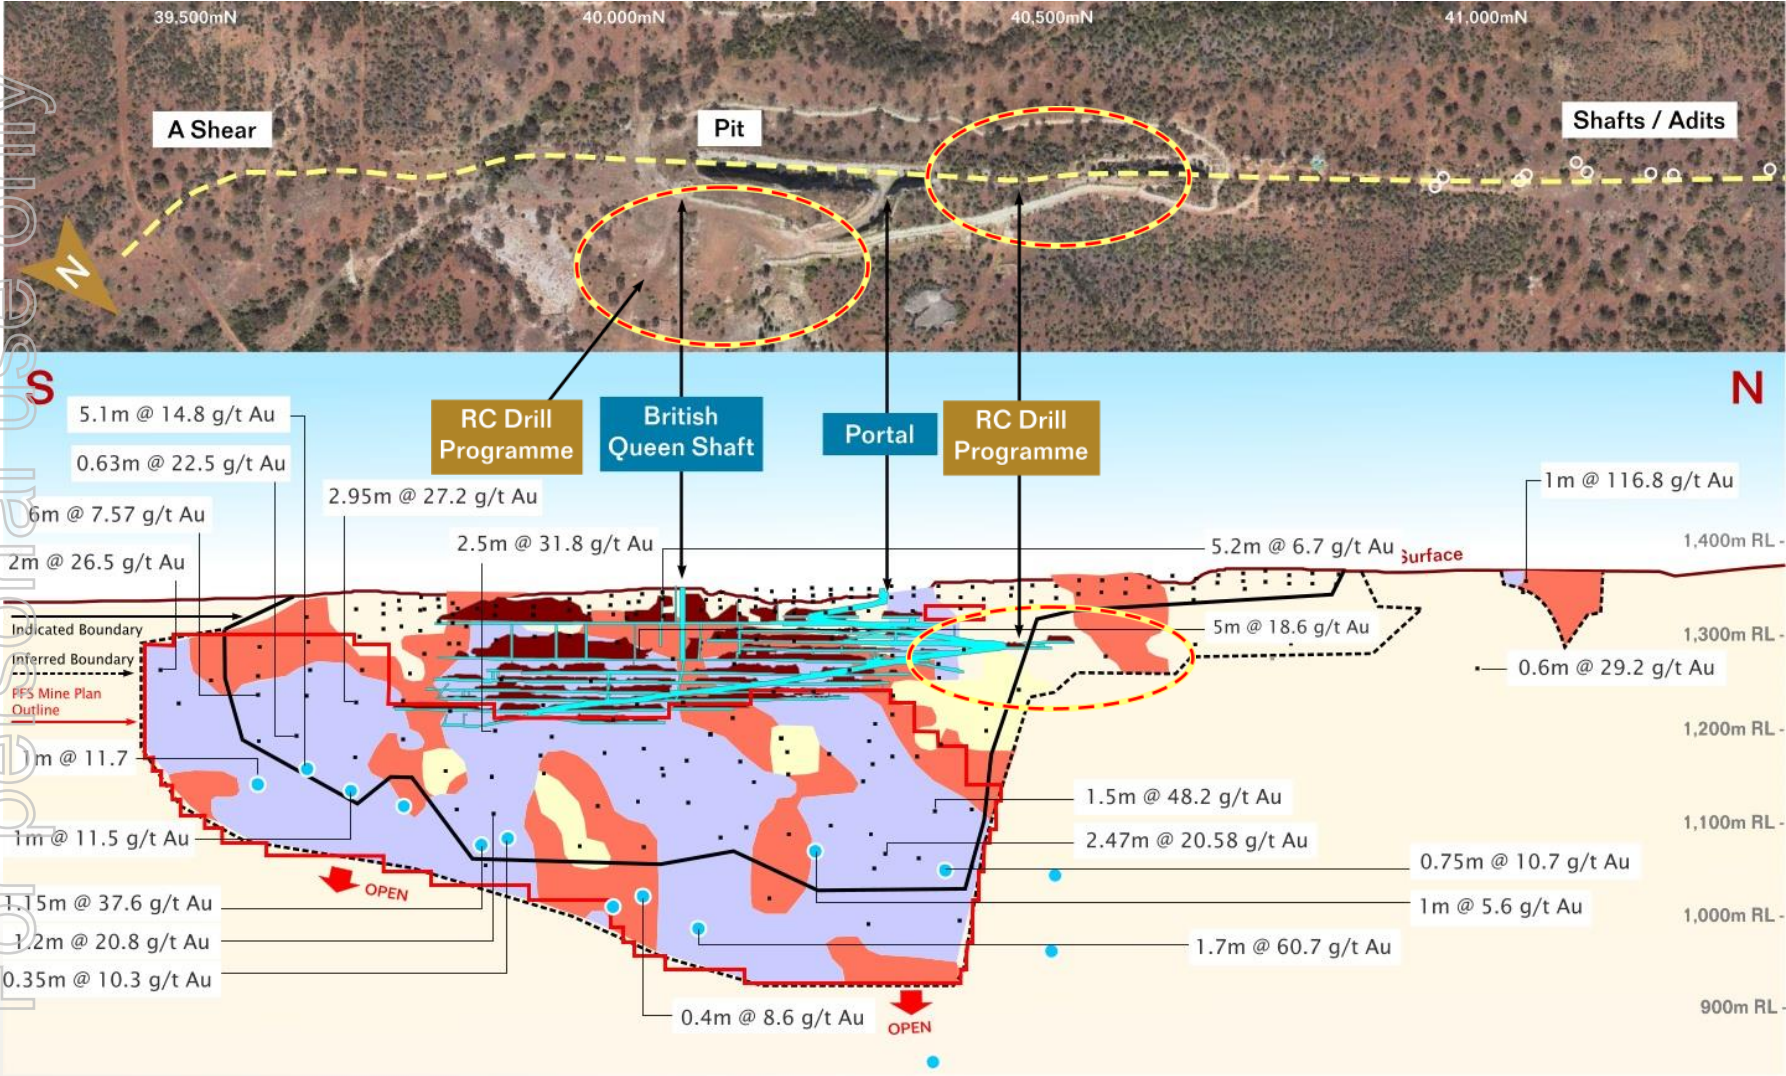 39,500mN
40,000mN
40,500mN
41,000mN
A Shear
Pit
Shafts / Adits
N
For personal use only
S
N
RC Drill
Programme
British
Queen Shaft
Portal
RC Drill
Programme
5.1m @ 14.8 g/t Au
0.63m @ 22.5 g/t Au
2.95m @ 27.2 g/t Au
6m @ 7.57 g/t Au
2.5m @ 31.8 g/t Au
2m @ 26.5 g/t Au
5.2m @ 6.7 g/t Au
Surface
1m @ 116.8 g/t Au
1,400m RL
Indicated Boundary
5m @ 18.6 g/t Au
1,300m RL
Inferred Boundary
0.6m @ 29.2 g/t Au
PFS Mine Plan
Outline
1,200m RL
1m @ 11.7
1.5m @ 48.2 g/t Au
1,100m RL
1m @ 11.5 g/t Au
2.47m @ 20.58 g/t Au
0.75m @ 10.7 g/t Au
OPEN
1.15m @ 37.6 g/t Au
1m @ 5.6 g/t Au
1,000m RL
1.2m @ 20.8 g/t Au
1.7m @ 60.7 g/t Au
0.35m @ 10.3 g/t Au
0.4m @ 8.6 g/t Au
OPEN
900m RL